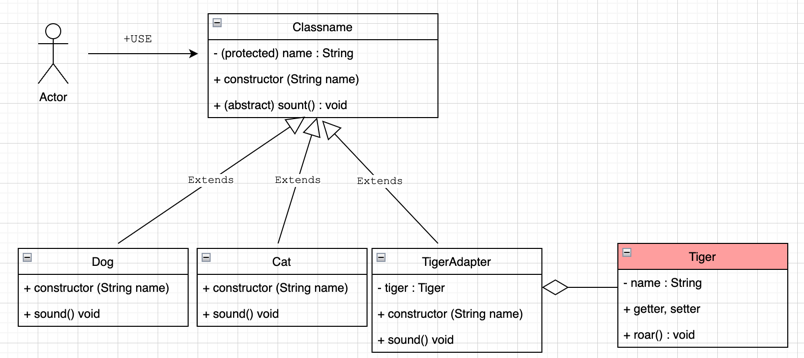 +USE
Actor
Classname
- (protected) name : String
+ constructor (String name)
+ (abstract) sount() : void
Extends
Extends
Extends
Dog
+ constructor (String name)
+ sound() void
Cat
+ constructor (String name)
+ sound() void
TigerAdapter
- tiger : Tiger
+ constructor (String name)
+ sound() void
Tiger
- name : String
+ getter, setter
+ roar() : void